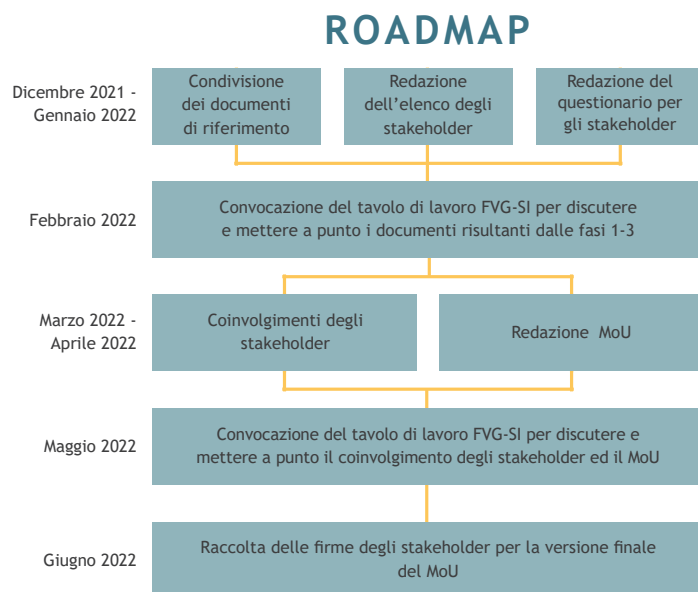 ROADMAP
Dicembre 2021 -
Gennaio 2022
Condivisione
dei documenti
di riferimento
Redazione
dell'elenco degli
stakeholder
Redazione del
questionario per
gli stakeholder
Febbraio 2022
Convocazione del tavolo di lavoro FVG-SI per discutere
e mettere a punto i documenti risultanti dalle fasi 1-3
Marzo 2022 -
Aprile 2022
Coinvolgimenti degli
stakeholder
Redazione MoU
Maggio 2022
Convocazione del tavolo di lavoro FVG-SI per discutere e
mettere a punto il coinvolgimento degli stakeholder ed il MoU
Giugno 2022
Raccolta delle firme degli stakeholder per la versione finale
del MoU